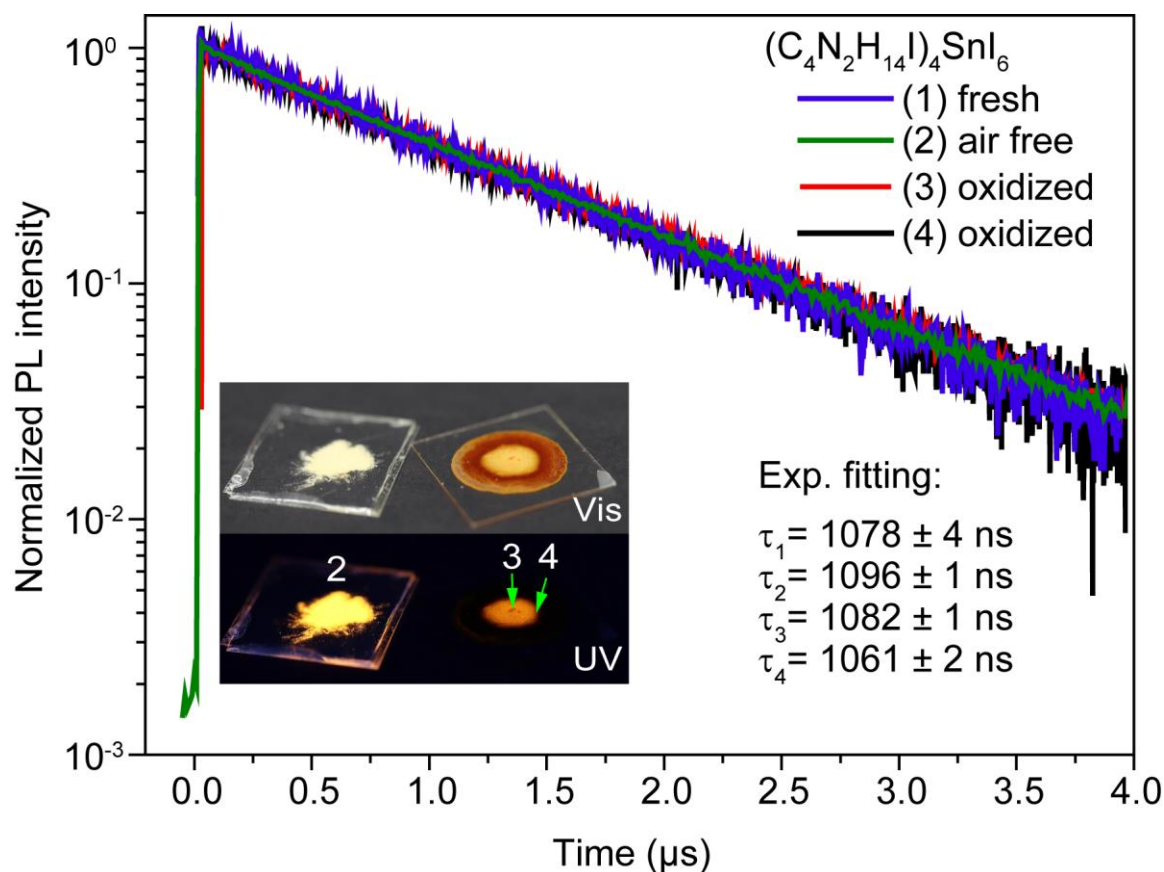 (C₄N₂H₁₄I)₄SnI₆
(1) fresh
(2) air free
(3) oxidized
(4) oxidized
Normalized PL intensity
10⁰
10⁻¹
10⁻²
10⁻³
Vis
2
3
4
UV
Exp. fitting:
τ₁= 1078 ± 4 ns
τ₂= 1096 ± 1 ns
τ₃= 1082 ± 1 ns
τ₄= 1061 ± 2 ns
0.0 0.5 1.0 1.5 2.0 2.5 3.0 3.5 4.0
Time (µs)